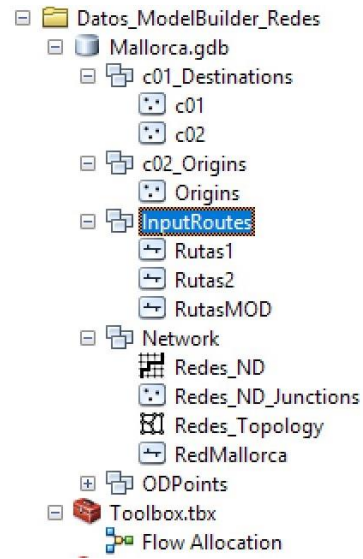 Datos_ModelBuilder_Redes
Mallorca.gdb
c01_Destinations
c01
c02
c02_Origins
Origins
InputRoutes
Rutas1
Rutas2
RutasMOD
Network
Redes_ND
Redes_ND_Junctions
Redes_Topology
RedMallorca
ODPoints
Toolbox.tbx
Flow Allocation